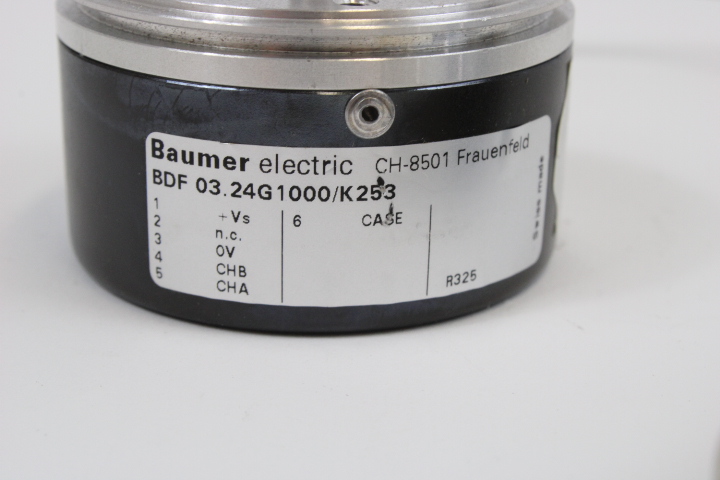 Baumer electric CH-8501 Frauenfeld
BDF 03.24G1000/K253
1 +Vs
2 n.c.
3 0V
4 CHB
5 CHA
6 CASE
R325
Swiss made